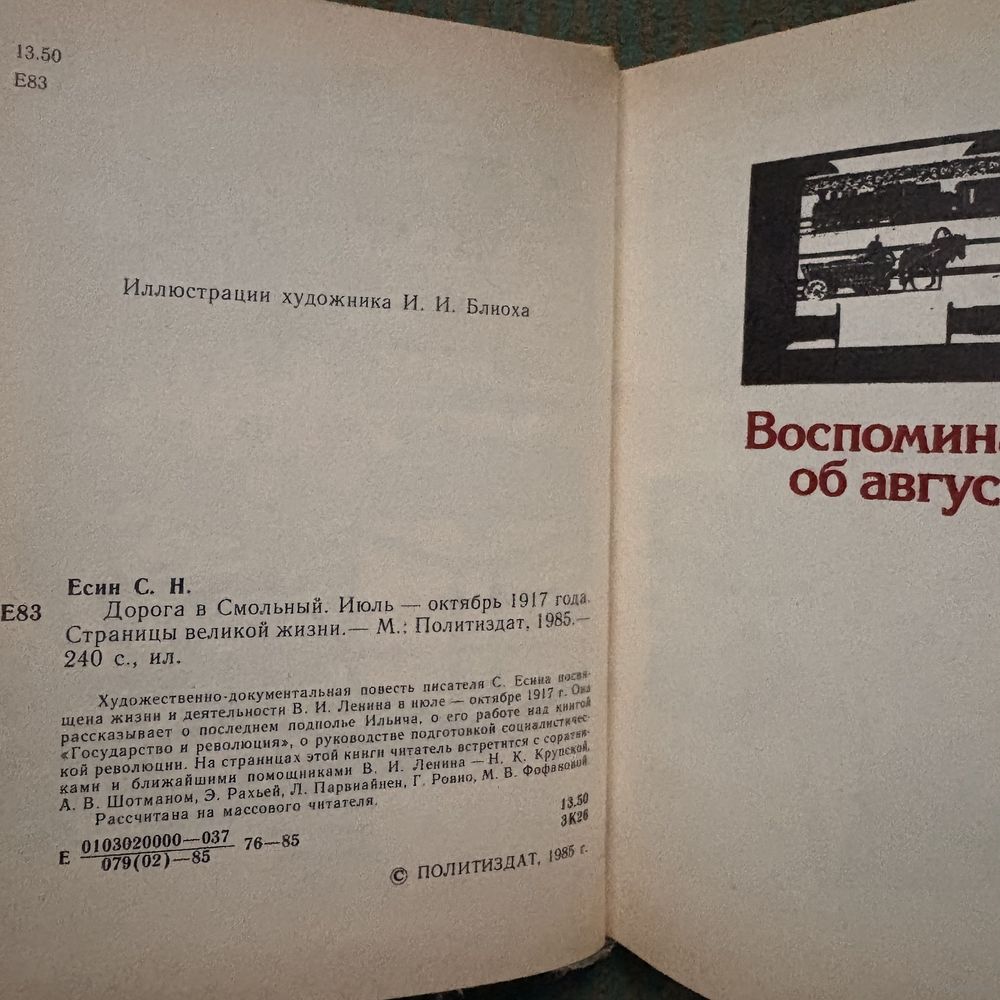 13.50
Е83
Иллюстрации художника И. И. Блиоха
Есин С. Н.
Е83 Дорога в Смольный. Июль — октябрь 1917 года.
Страницы великой жизни.— М.: Политиздат, 1985.—
240 с., ил.
Художественно-документальная повесть писателя С. Есина посвя-
щена жизни и деятельности В. И. Ленина в июле — октябре 1917 г. Она
рассказывает о последнем подполье Ильича, о его работе над книгой
«Государство и революция», о руководстве подготовкой социалистичес-
кой революции. На страницах этой книги читатель встретится с соратни-
ками и ближайшими помощниками В. И. Ленина — Н. К. Крупской,
А. В. Шотманом, Э. Рахьей, Л. Парвиайнен, Г. Ровио, М. В. Фофановой.
Рассчитана на массового читателя.
Е 0103020000—037 76—85
079(02)—85
13.50
3К26
© ПОЛИТИЗДАТ, 1985 г.
Воспомина
об авгус